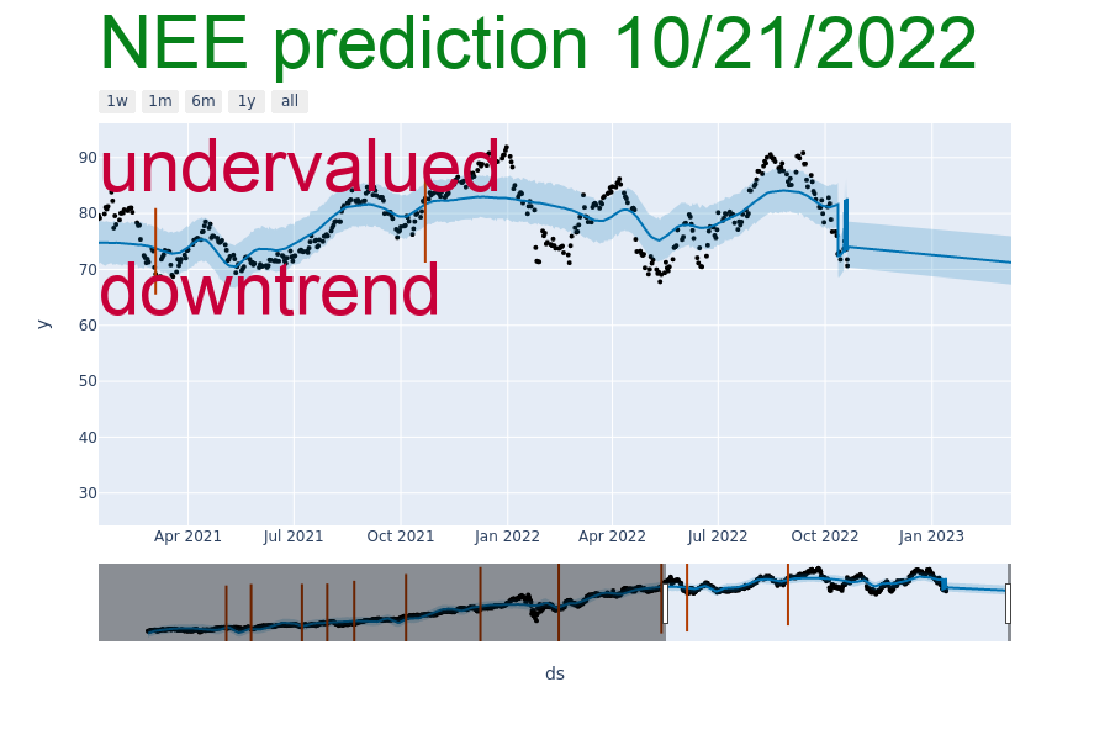 NEE prediction 10/21/2022
1w 1m 6m 1y all
undervalued
downtrend
90
80
70
60
50
40
30
y
Apr 2021 Jul 2021 Oct 2021 Jan 2022 Apr 2022 Jul 2022 Oct 2022 Jan 2023
ds